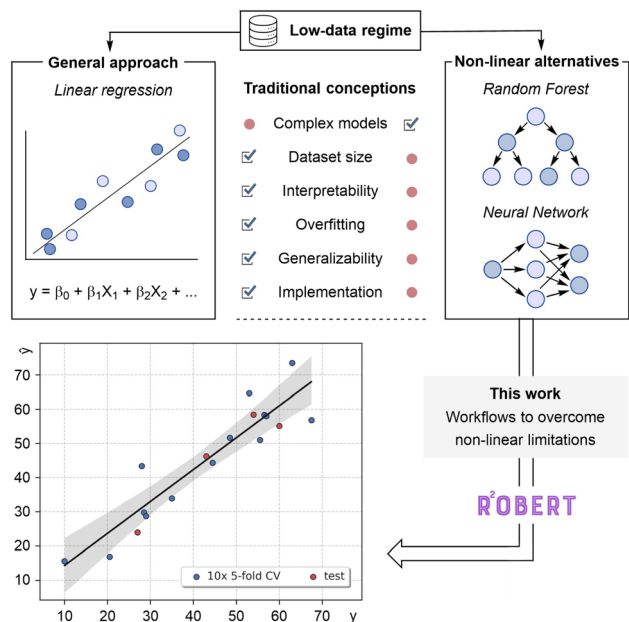 Low-data regime
General approach
Linear regression
y = β0 + β1X1 + β2X2 + ...
Traditional conceptions
Complex models
Dataset size
Interpretability
Overfitting
Generalizability
Implementation
Non-linear alternatives
Random Forest
Neural Network
This work
Workflows to overcome
non-linear limitations
R²OBERT
ŷ
70
60
50
40
30
20
10
10 20 30 40 50 60 70 y
10x 5-fold CV test